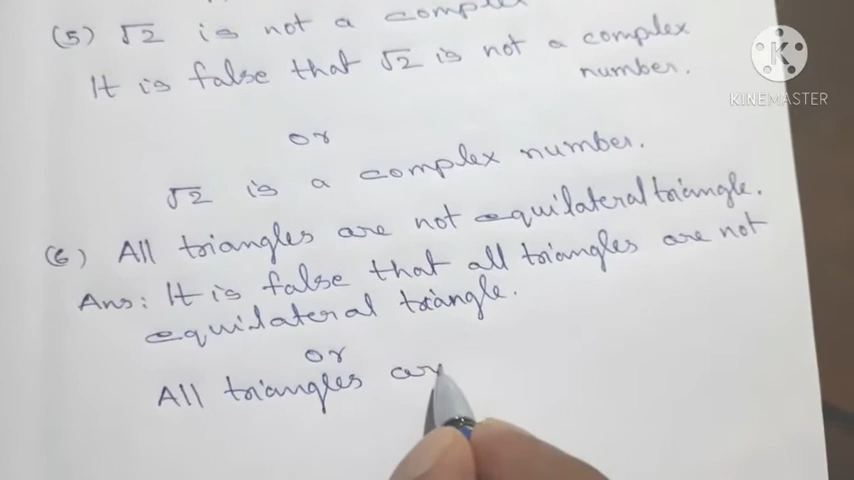 (5) √2 is not a complex
It is false that √2 is not a complex
number.
or
√2 is a complex number.
(6) All triangles are not equilateral triangle.
Ans: It is false that all triangles are not
equilateral triangle.
or
All triangles are
K
KINEMASTER